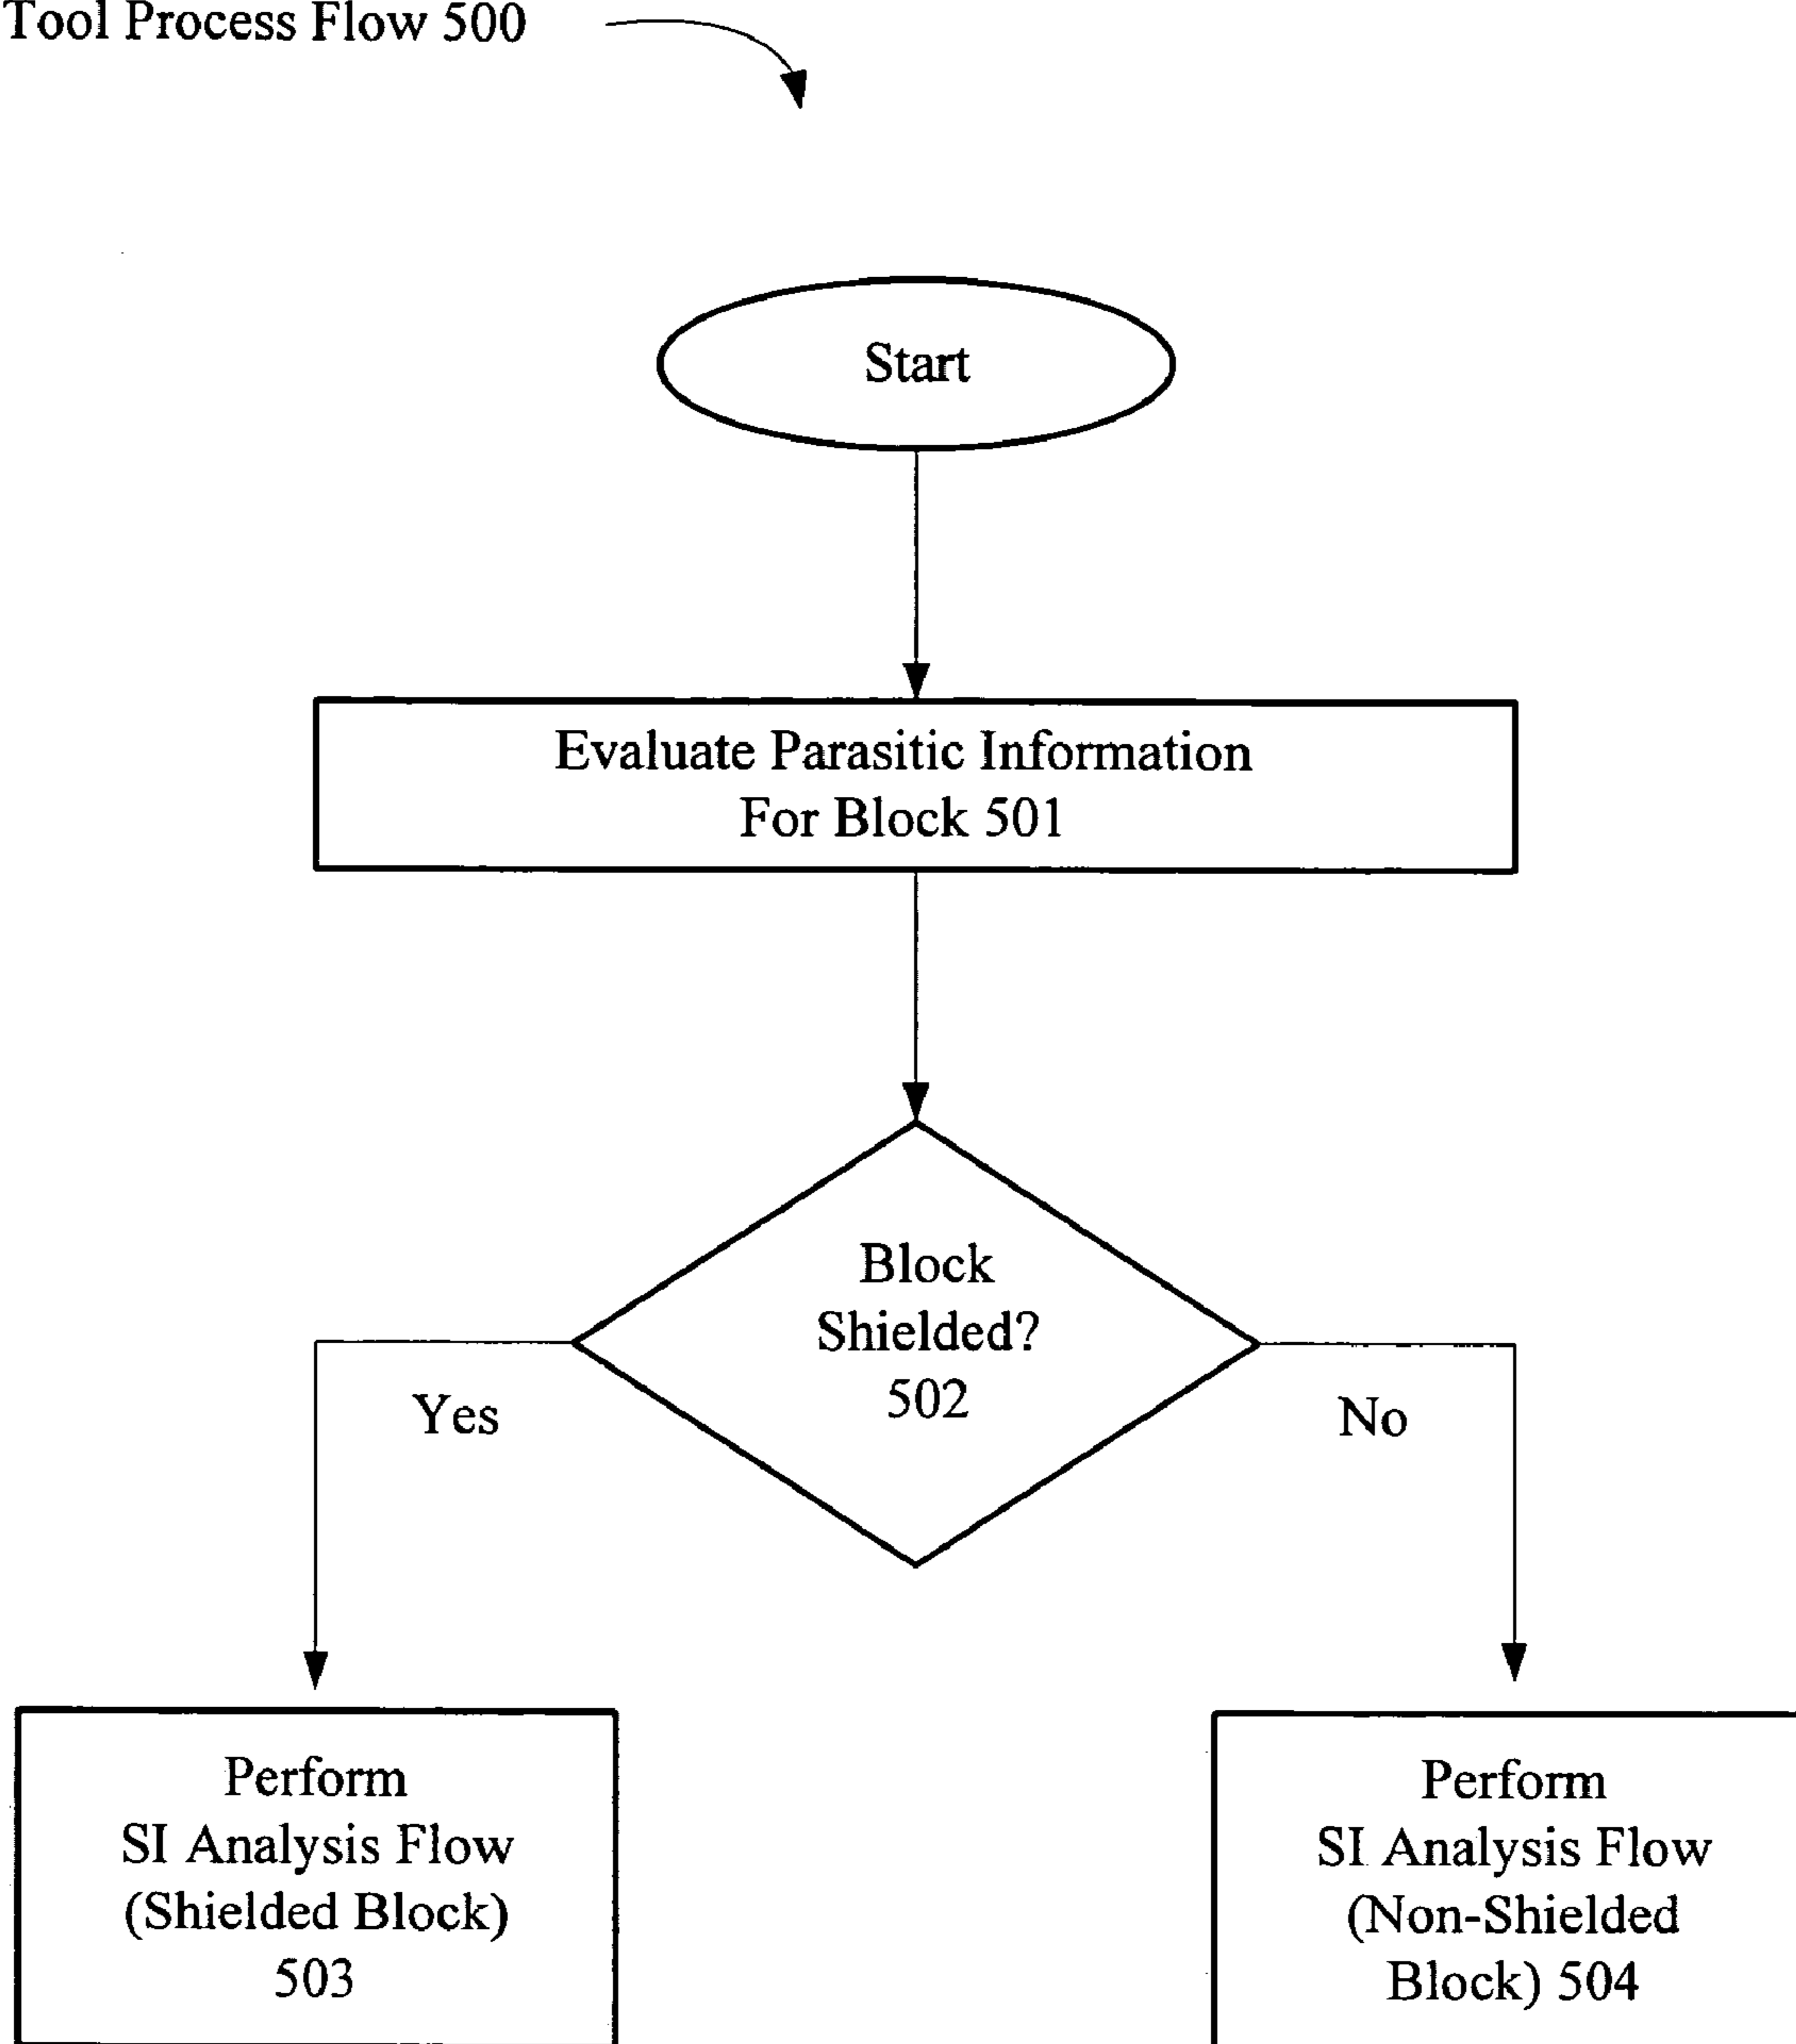 Tool Process Flow 500
Start
Evaluate Parasitic Information
For Block 501
Block
Shielded?
502
Yes
No
Perform
SI Analysis Flow
(Shielded Block)
503
Perform
SI Analysis Flow
(Non-Shielded
Block) 504